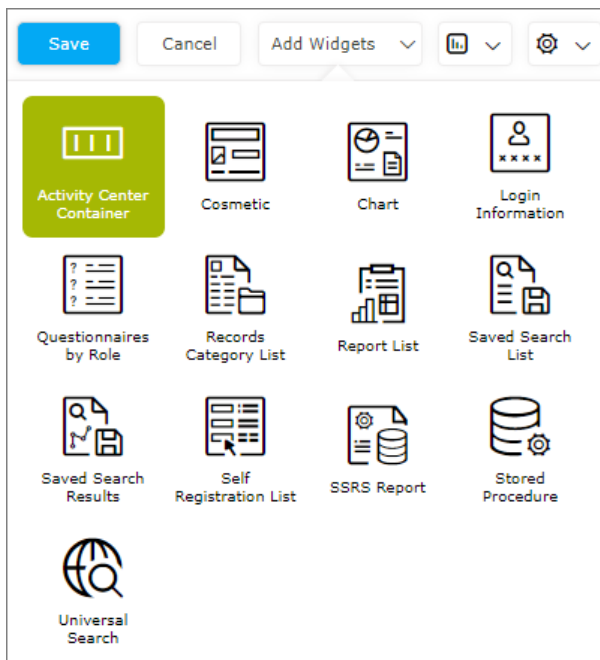 Save Cancel Add Widgets
Activity Center
Container
Cosmetic
Chart
Login
Information
Questionnaires
by Role
Records
Category List
Report List
Saved Search
List
Saved Search
Results
Self
Registration List
SSRS Report
Stored
Procedure
Universal
Search